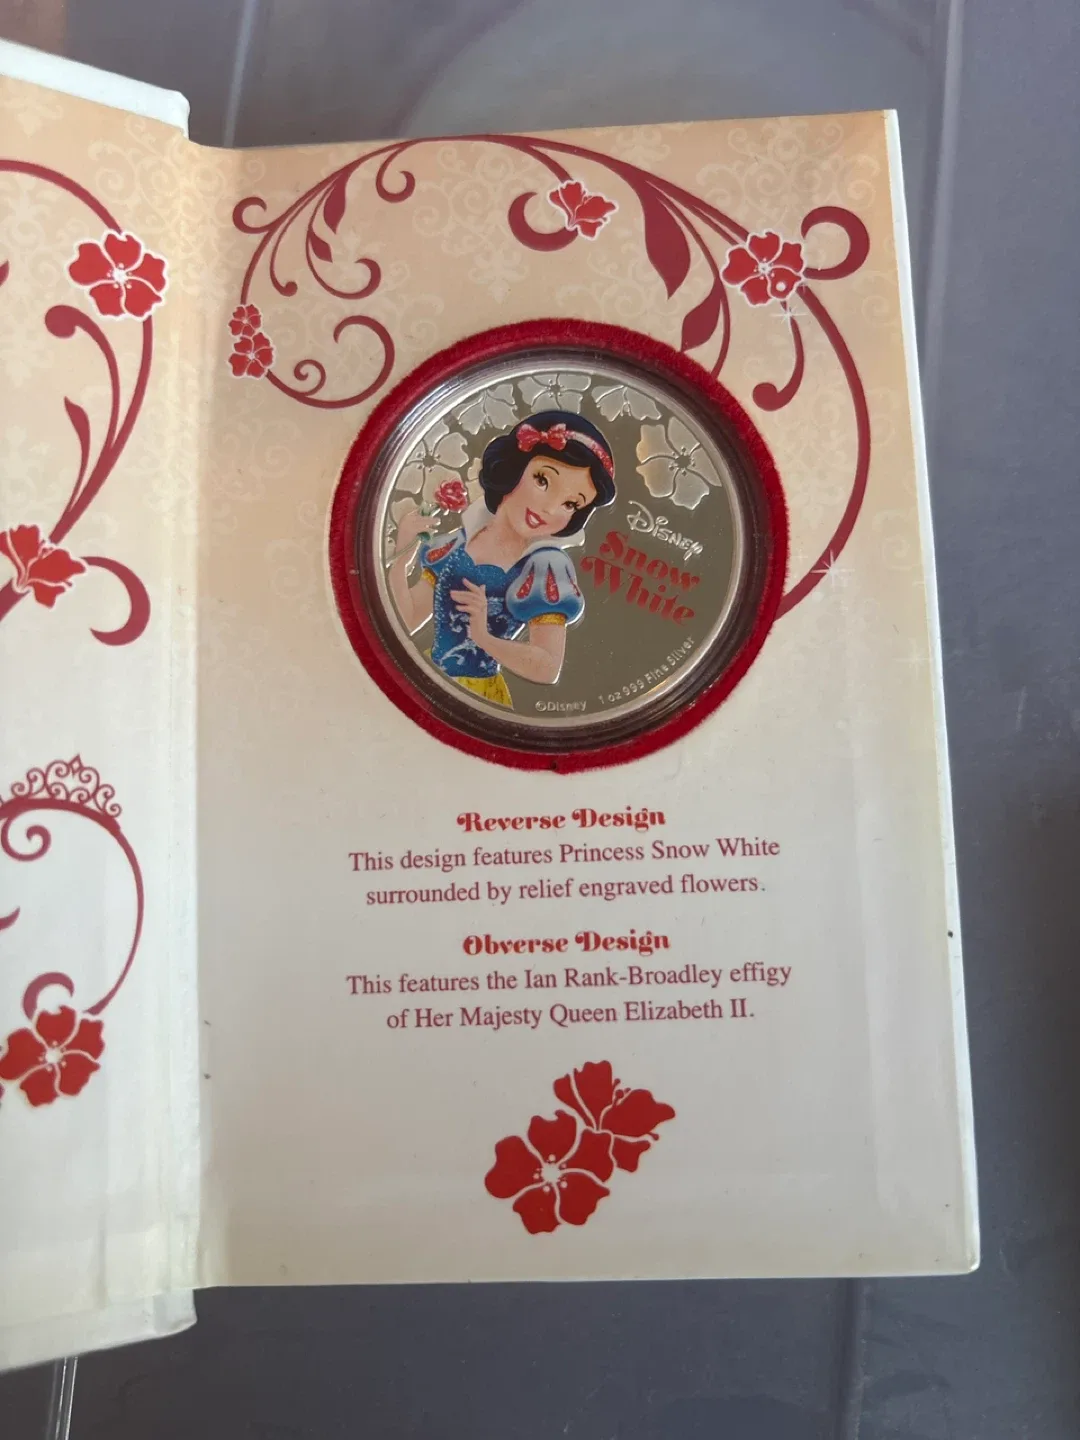 Disney
Snow
White
©Disney 1 oz 999 Fine Silver
Reverse Design
This design features Princess Snow White
surrounded by relief engraved flowers.
Obverse Design
This features the Ian Rank-Broadley effigy
of Her Majesty Queen Elizabeth II.